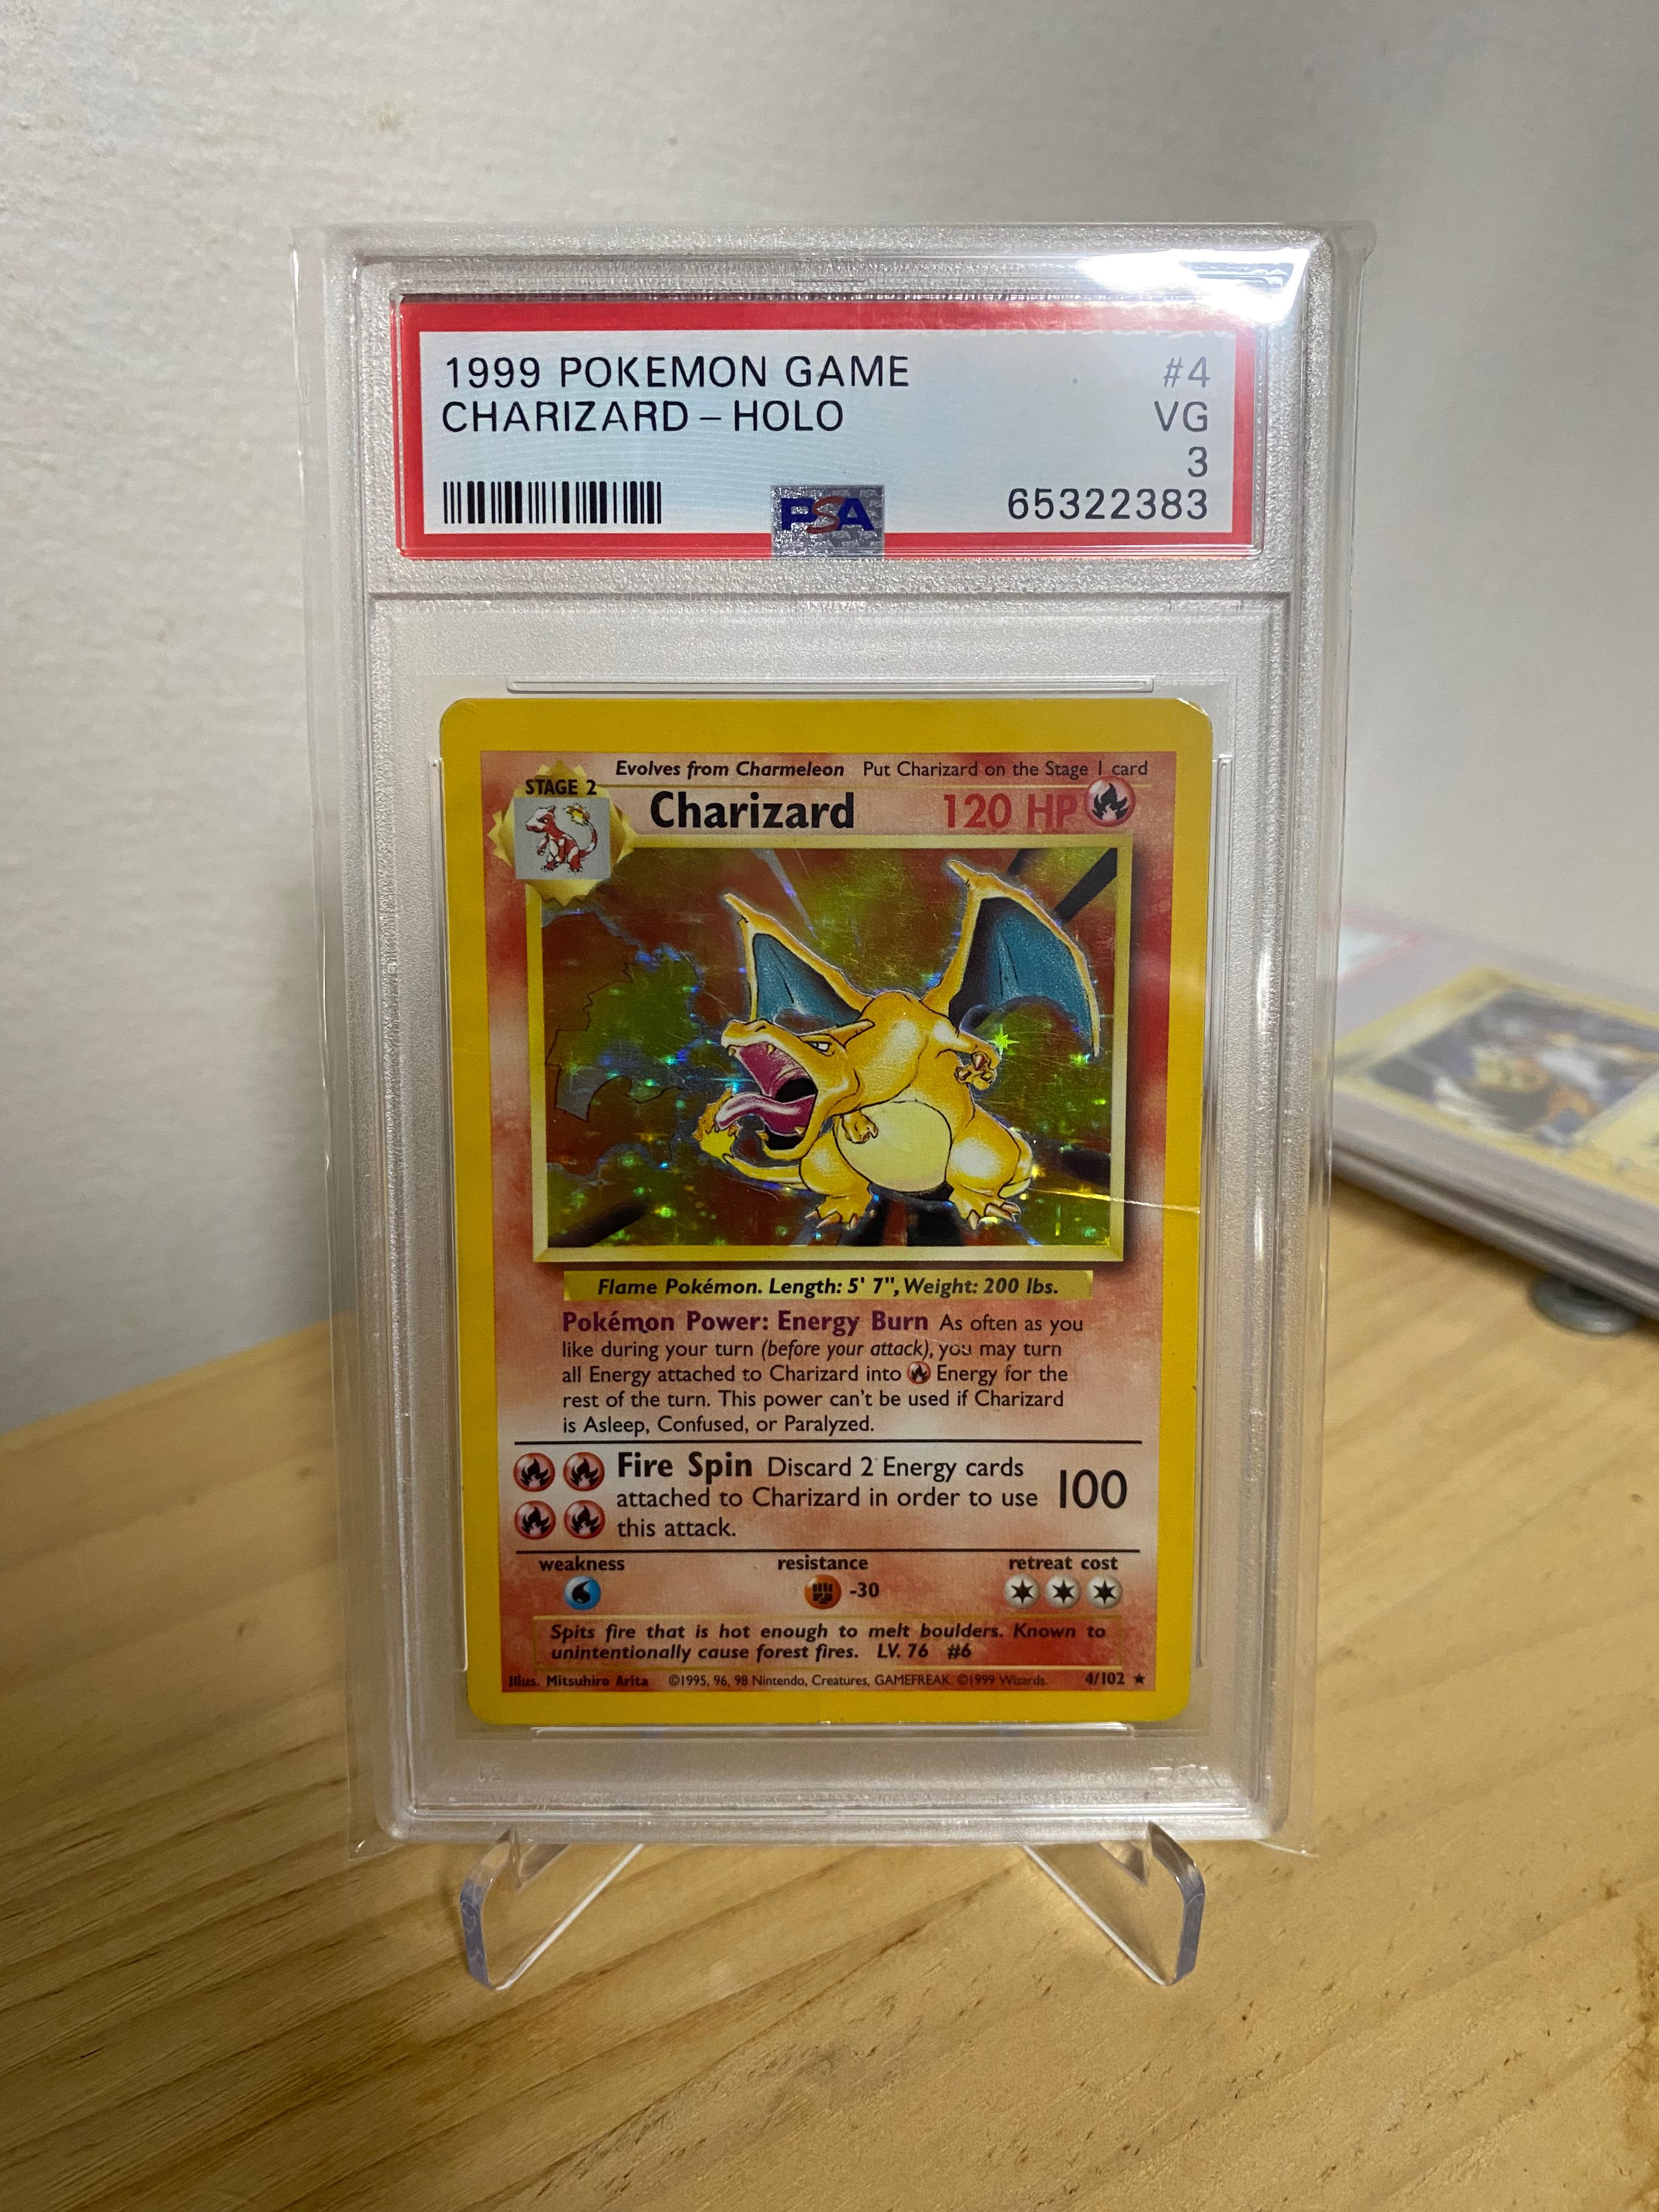 1999 POKEMON GAME #4
CHARIZARD – HOLO VG
3
PSA 65322383
Evolves from Charmeleon Put Charizard on the Stage 1 card
STAGE 2
Charizard 120 HP
Flame Pokémon. Length: 5' 7", Weight: 200 lbs.
Pokémon Power: Energy Burn As often as you
like during your turn (before your attack), you may turn
all Energy attached to Charizard into Energy for the
rest of the turn. This power can't be used if Charizard
is Asleep, Confused, or Paralyzed.
Fire Spin Discard 2 Energy cards
attached to Charizard in order to use 100
this attack.
weakness resistance retreat cost
-30
Spits fire that is hot enough to melt boulders. Known to
unintentionally cause forest fires. LV. 76 #6
Illus. Mitsuhiro Arita ©1995, 96, 98 Nintendo, Creatures, GAMEFREAK. ©1999 Wizards. 4/102 ★